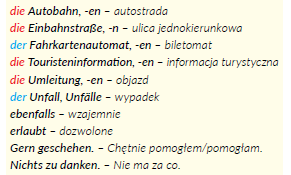 die Autobahn, -en – autostrada
die Einbahnstraße, -n – ulica jednokierunkowa
der Fahrkartenautomat, -en – biletomat
die Touristeninformation, -en – informacja turystyczna
die Umleitung, -en – objazd
der Unfall, Unfälle – wypadek
ebenfalls – wzajemnie
erlaubt – dozwolone
Gern geschehen. – Chętnie pomogłem/pomogłam.
Nichts zu danken. – Nie ma za co.